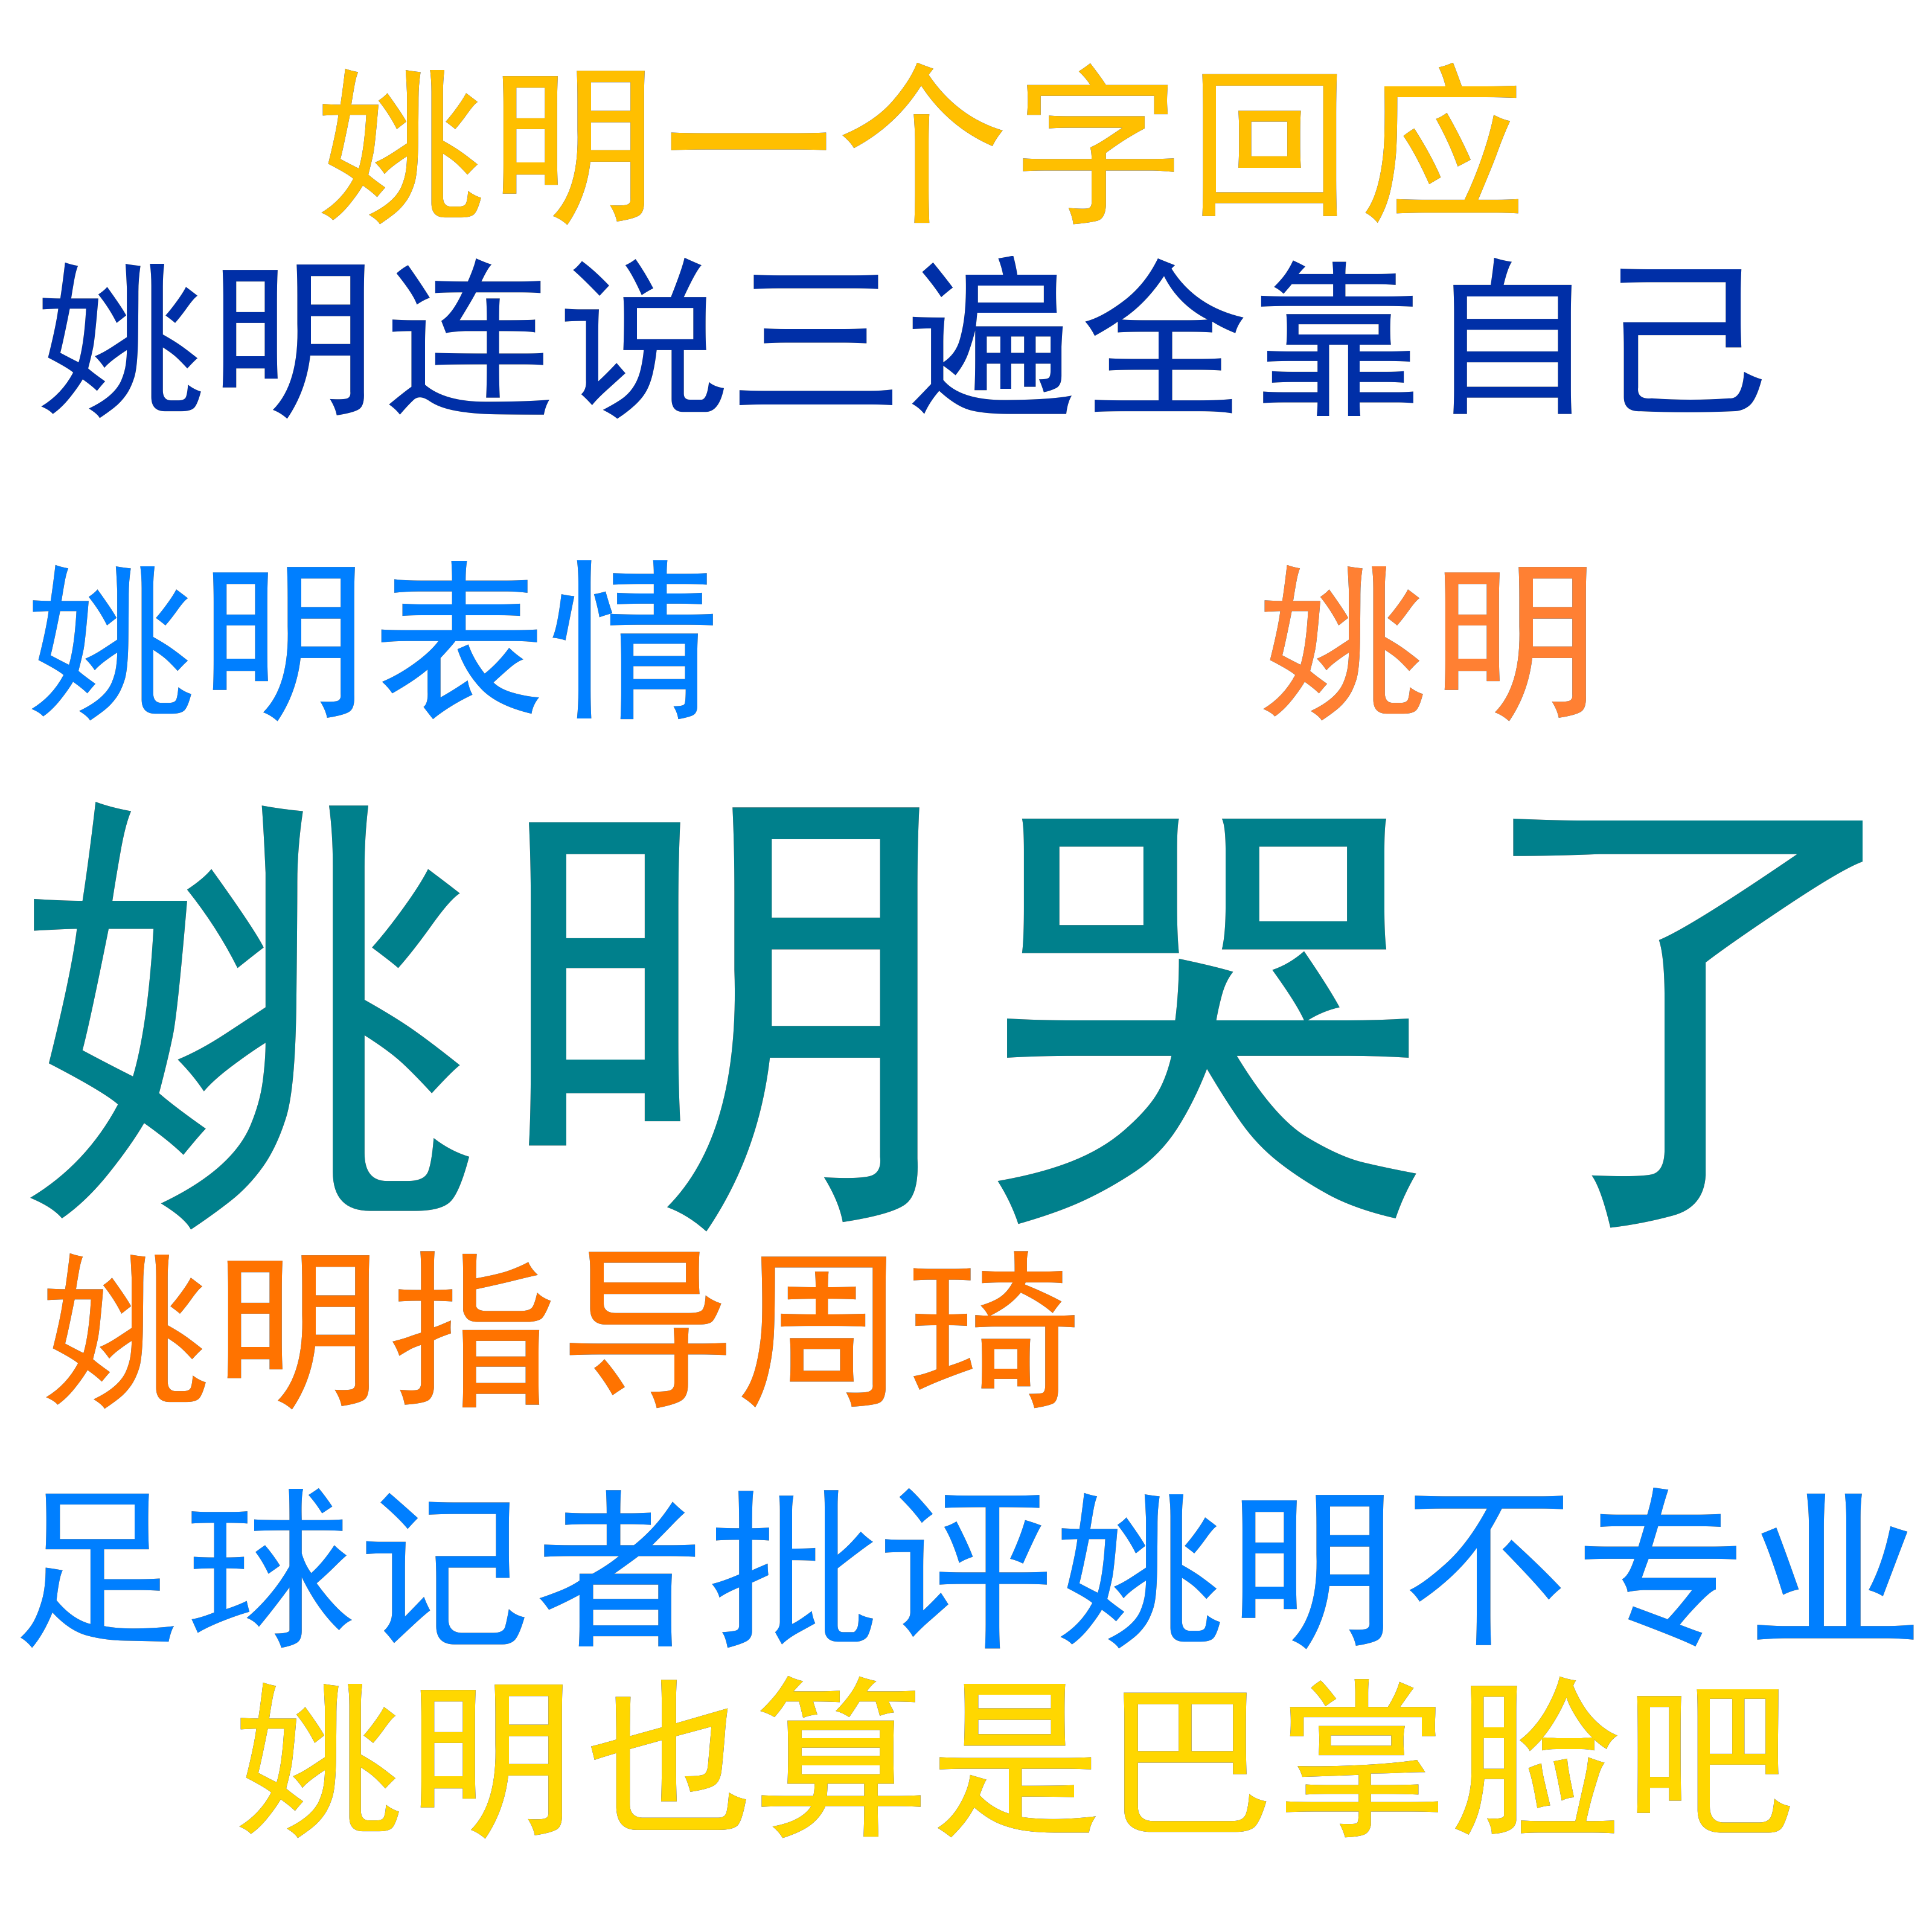 姚明一个字回应
姚明连说三遍全靠自己
姚明表情
姚明
姚明哭了
姚明指导周琦
足球记者批评姚明不专业
姚明也算是巴掌脸吧